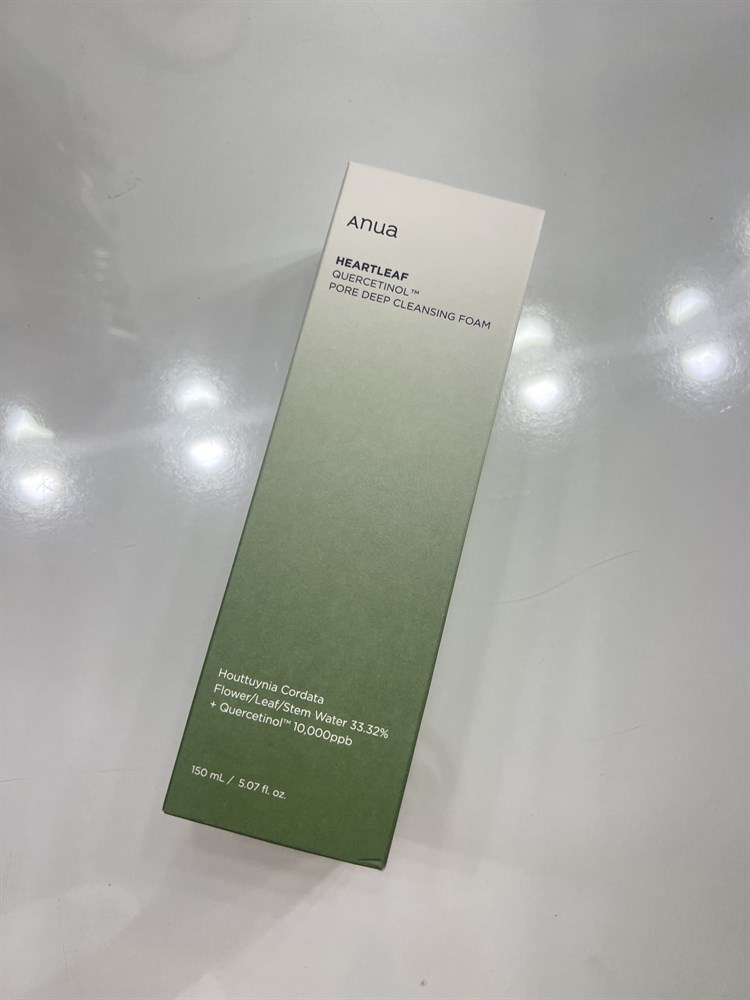 Anua
HEARTLEAF
QUERCETINOL™
PORE DEEP CLEANSING FOAM
Houttuynia Cordata
Flower/Leaf/Stem Water 33.32%
+ Quercetinol™ 10,000ppb
150 mL / 5.07 fl. oz.